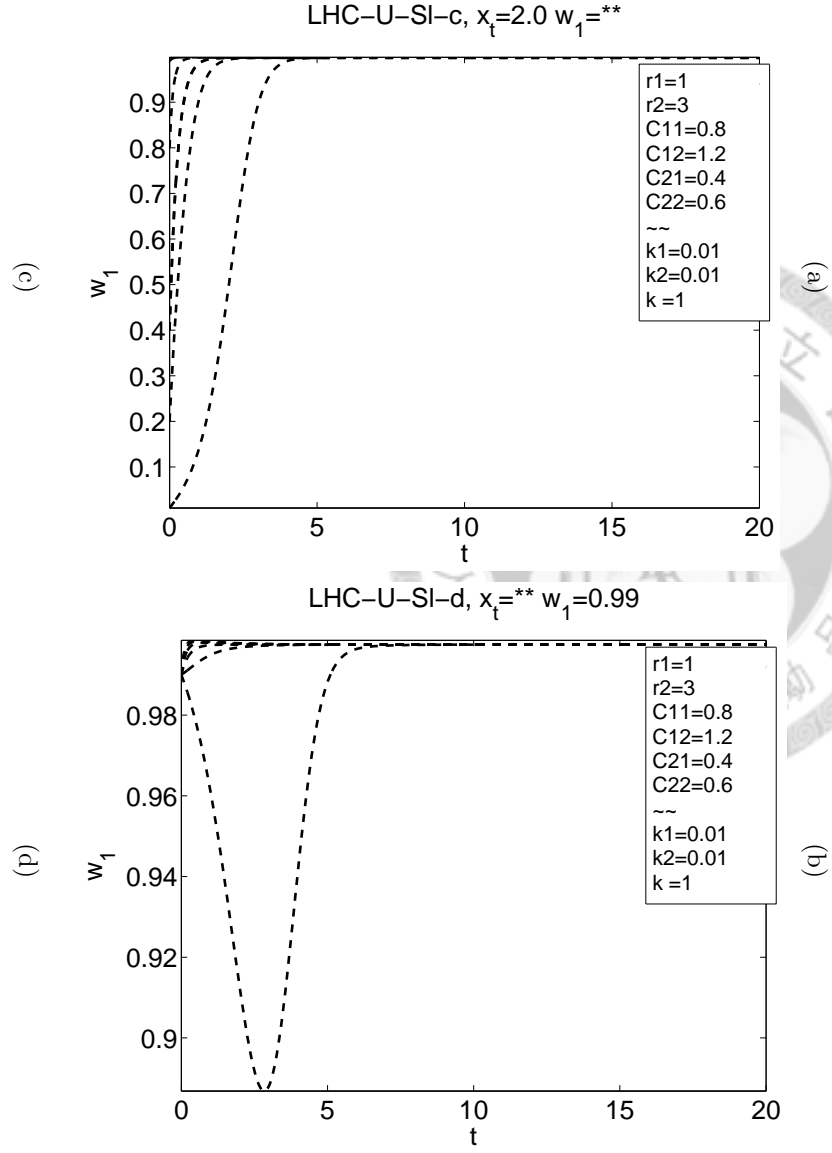 LHC−U−SI−c, x_t=2.0 w_1=**
0.9
0.8
0.7
0.6
0.5
0.4
0.3
0.2
0.1
w_1
0
5
10
15
20
t
r1=1
r2=3
C11=0.8
C12=1.2
C21=0.4
C22=0.6
~~
k1=0.01
k2=0.01
k =1
(c)
(a)
立
LHC−U−SI−d, x_t=** w_1=0.99
0.98
0.96
0.94
0.92
0.9
w_1
0
5
10
15
20
t
r1=1
r2=3
C11=0.8
C12=1.2
C21=0.4
C22=0.6
~~
k1=0.01
k2=0.01
k =1
(d)
(b)